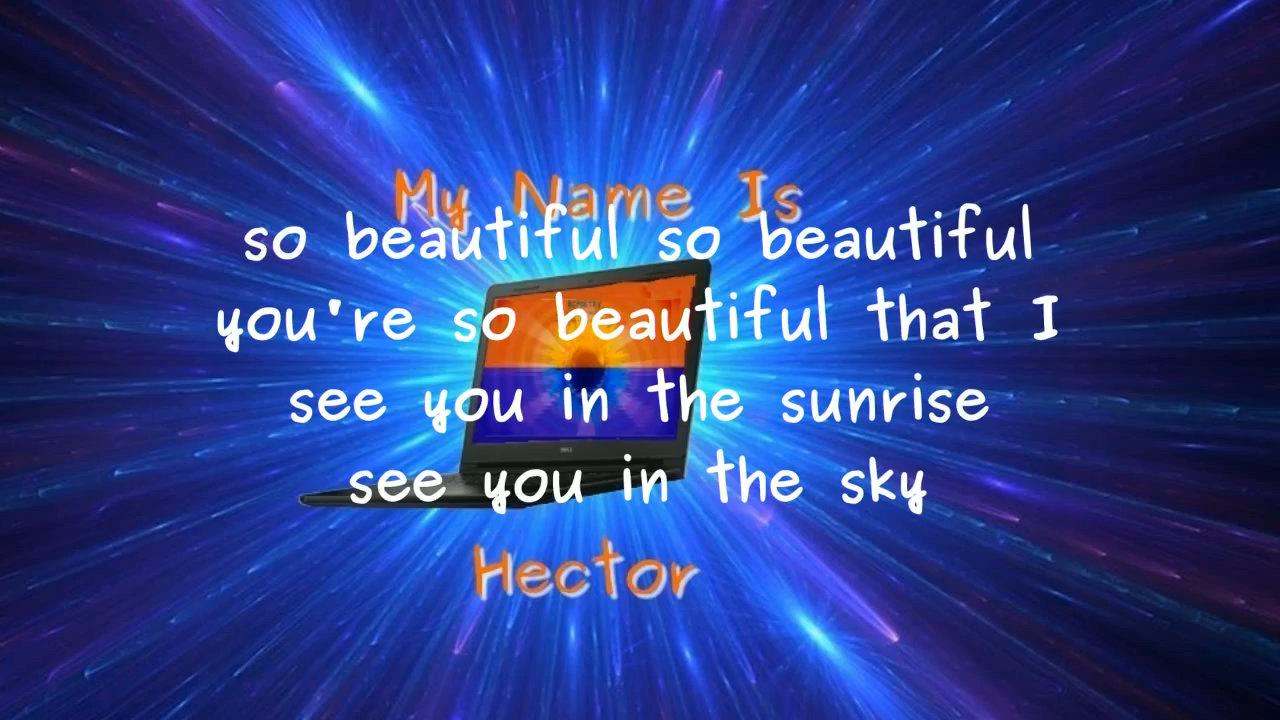 My Name Is
so beautiful so beautiful
you're so beautiful that I
see you in the sunrise
see you in the sky
DELL
Hector